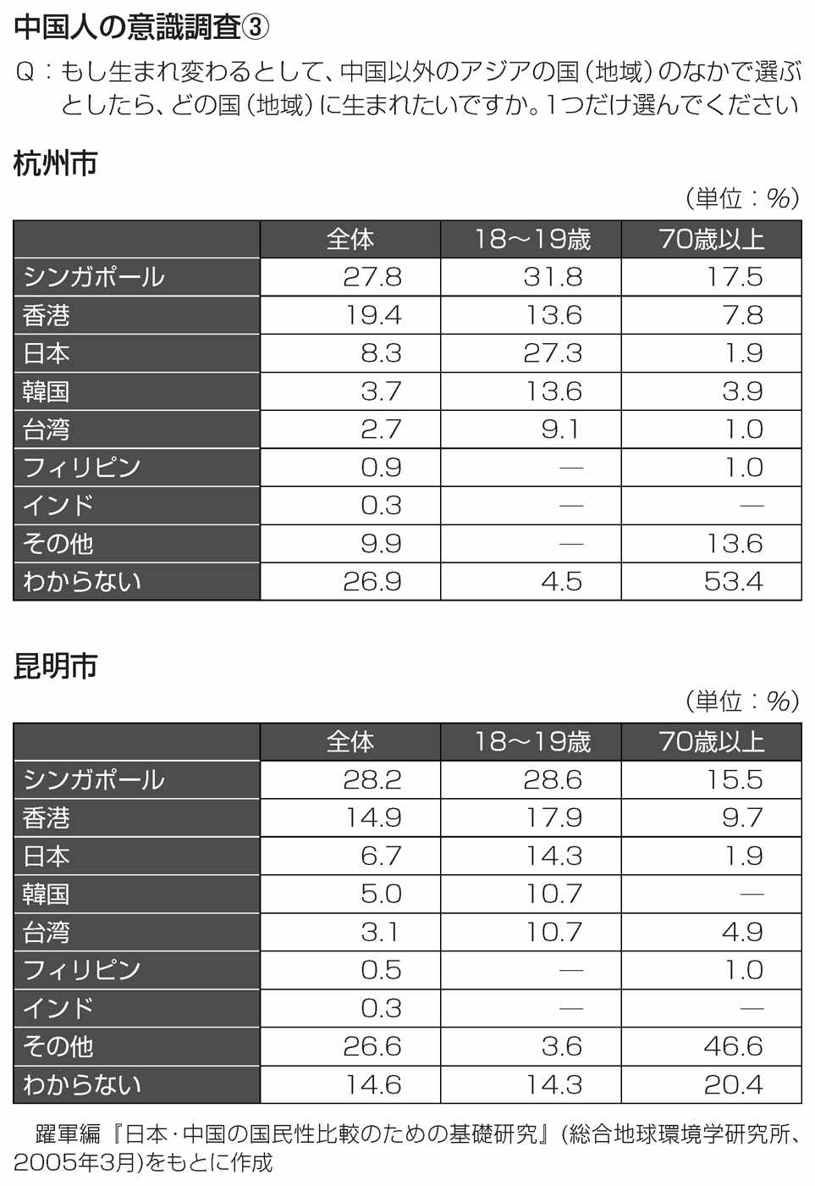 中国人の意識調査③
Q：もし生まれ変わるとして、中国以外のアジアの国（地域）のなかで選ぶ
としたら、どの国（地域）に生まれたいですか。1つだけ選んでください
杭州市
（単位：％）
全体 18〜19歳 70歳以上
シンガポール 27.8 31.8 17.5
香港 19.4 13.6 7.8
日本 8.3 27.3 1.9
韓国 3.7 13.6 3.9
台湾 2.7 9.1 1.0
フィリピン 0.9 — 1.0
インド 0.3 — —
その他 9.9 — 13.6
わからない 26.9 4.5 53.4
昆明市
（単位：％）
全体 18〜19歳 70歳以上
シンガポール 28.2 28.6 15.5
香港 14.9 17.9 9.7
日本 6.7 14.3 1.9
韓国 5.0 10.7 —
台湾 3.1 10.7 4.9
フィリピン 0.5 — 1.0
インド 0.3 — —
その他 26.6 3.6 46.6
わからない 14.6 14.3 20.4
躍軍編『日本・中国の国民性比較のための基礎研究』(総合地球環境学研究所、
2005年3月)をもとに作成